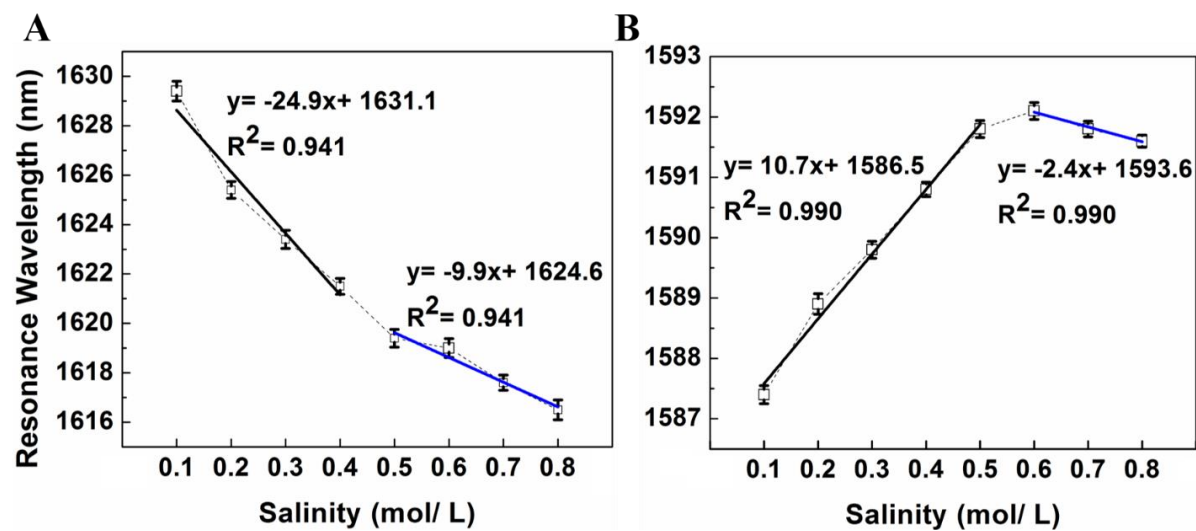 A
Resonance Wavelength (nm)
1630
1628
1626
1624
1622
1620
1618
1616
y= -24.9x+ 1631.1
R²= 0.941
y= -9.9x+ 1624.6
R²= 0.941
0.1 0.2 0.3 0.4 0.5 0.6 0.7 0.8
Salinity (mol/ L)
B
1593
1592
1591
1590
1589
1588
1587
y= 10.7x+ 1586.5
R²= 0.990
y= -2.4x+ 1593.6
R²= 0.990
0.1 0.2 0.3 0.4 0.5 0.6 0.7 0.8
Salinity (mol/ L)